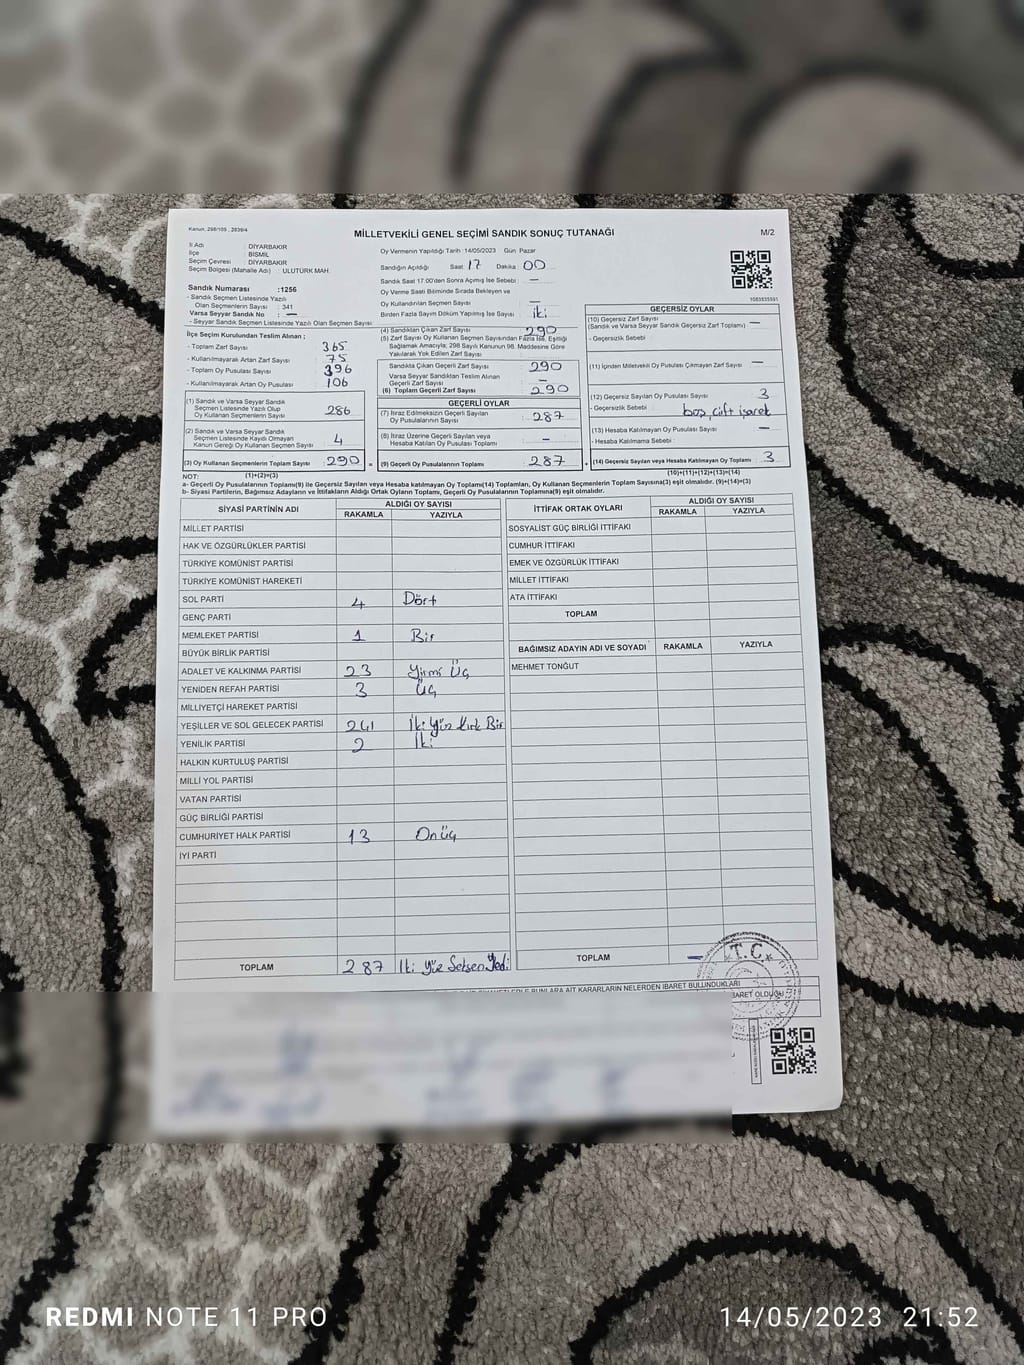 Kanun, 298/105 , 2839/4
MİLLETVEKİLİ GENEL SEÇİMİ SANDIK SONUÇ TUTANAĞI
M/2
İl Adı : DİYARBAKIR
İlçe : BİSMİL
Seçim Çevresi : DİYARBAKIR
Seçim Bölgesi (Mahalle Adı) : ULUTÜRK MAH.
Sandık Numarası :1256
- Sandık Seçmen Listesinde Yazılı
Olan Seçmenlerin Sayısı : 341
Varsa Seyyar Sandık No : —
- Seyyar Sandık Seçmen Listesinde Yazılı Olan Seçmen Sayısı
İlçe Seçim Kurulundan Teslim Alınan ;
- Toplam Zarf Sayısı : 365
- Kullanılmayarak Artan Zarf Sayısı : 75
- Toplam Oy Pusulası Sayısı : 396
- Kullanılmayarak Artan Oy Pusulası : 106
(1) Sandık ve Varsa Seyyar Sandık
Seçmen Listesinde Yazılı Olup
Oy Kullanan Seçmenlerin Sayısı : 286
(2) Sandık ve Varsa Seyyar Sandık
Seçmen Listesinde Kaydı Olmayan
Kanun Gereği Oy Kullanan Seçmen Sayısı : 4
(3) Oy Kullanan Seçmenlerin Toplam Sayısı : 290
(1)+(2)=(3)
Oy Vermenin Yapıldığı Tarih :14/05/2023 Gün Pazar
Sandığın Açıldığı Saat : 17 Dakika : 00
Sandık Saat 17:00'den Sonra Açılmış İse Sebebi : —
Oy Verme Saati Bitiminde Sırada Bekleyen ve
Oy Kullandırılan Seçmen Sayısı : —
Birden Fazla Sayım Döküm Yapılmış İse Sayısı : iki
(4) Sandıktan Çıkan Zarf Sayısı : 290
(5) Zarf Sayısı Oy Kullanan Seçmen Sayısından Fazla İse, Eşitliği
Sağlamak Amacıyla; 298 Sayılı Kanunun 98. Maddesine Göre
Yakılarak Yok Edilen Zarf Sayısı :
Sandıkta Çıkan Geçerli Zarf Sayısı : 290
Varsa Seyyar Sandıktan Teslim Alınan
Geçerli Zarf Sayısı : —
(6) Toplam Geçerli Zarf Sayısı : 290
GEÇERLİ OYLAR
(7) İtiraz Edilmeksizin Geçerli Sayılan
Oy Pusulası Sayısı : 287
(8) İtiraz Üzerine Geçerli Sayılan veya
Hesaba Katılan Oy Pusulası Toplamı : —
= (9) Geçerli Oy Pusulalarının Toplamı : 287
1083835591
GEÇERSİZ OYLAR
(10) Geçersiz Zarf Sayısı : —
(Sandık ve Varsa Seyyar Sandık Geçersiz Zarf Toplamı)
- Geçersizlik Sebebi :
(11) İçinden Milletvekili Oy Pusulası Çıkmayan Zarf Sayısı : —
(12) Geçersiz Sayılan Oy Pusulası Sayısı : 3
- Geçersizlik Sebebi : boş, çift işaret
(13) Hesaba Katılmayan Oy Pusulası Sayısı : —
- Hesaba Katılmama Sebebi :
+ (14) Geçersiz Sayılan veya Hesaba Katılmayan Oy Toplamı : 3
(10)+(11)+(12)+(13)=(14)
NOT:
a- Geçerli Oy Pusulalarının Toplamı(9) ile Geçersiz Sayılan veya Hesaba katılmayan Oy Toplamı(14) Toplamları, Oy Kullanan Seçmenlerin Toplam Sayısına(3) eşit olmalıdır. (9)+(14)=(3)
b- Siyasi Partilerin, Bağımsız Adayların ve İttifakların Aldığı Ortak Oyların Toplamı, Geçerli Oy Pusulalarının Toplamına(9) eşit olmalıdır.
SİYASİ PARTİNİN ADI ALDIĞI OY SAYISI
RAKAMLA YAZIYLA
MİLLET PARTİSİ
HAK VE ÖZGÜRLÜKLER PARTİSİ
TÜRKİYE KOMÜNİST PARTİSİ
TÜRKİYE KOMÜNİST HAREKETİ
SOL PARTİ 4 Dört
GENÇ PARTİ
MEMLEKET PARTİSİ 1 Bir
BÜYÜK BİRLİK PARTİSİ
ADALET VE KALKINMA PARTİSİ 23 Yirmi Üç
YENİDEN REFAH PARTİSİ 3 Üç
MİLLİYETÇİ HAREKET PARTİSİ
YEŞİLLER VE SOL GELECEK PARTİSİ 241 İki Yüz Kırk Bir
YENİLİK PARTİSİ 2 İki
HALKIN KURTULUŞ PARTİSİ
MİLLİ YOL PARTİSİ
VATAN PARTİSİ
GÜÇ BİRLİĞİ PARTİSİ
CUMHURİYET HALK PARTİSİ 13 Onüç
İYİ PARTİ
TOPLAM 287 İki Yüz Seksen Yedi
İTTİFAK ORTAK OYLARI ALDIĞI OY SAYISI
RAKAMLA YAZIYLA
SOSYALİST GÜÇ BİRLİĞİ İTTİFAKI
CUMHUR İTTİFAKI
EMEK VE ÖZGÜRLÜK İTTİFAKI
MİLLET İTTİFAKI
ATA İTTİFAKI
TOPLAM
BAĞIMSIZ ADAYIN ADI VE SOYADI RAKAMLA YAZIYLA
MEHMET TONĞUT
TOPLAM —
T.C.
BUNLARA AİT KARARLARIN NELERDEN İBARET BULUNDUKLARI
İBARET OLDUĞU
REDMI NOTE 11 PRO
14/05/2023 21:52